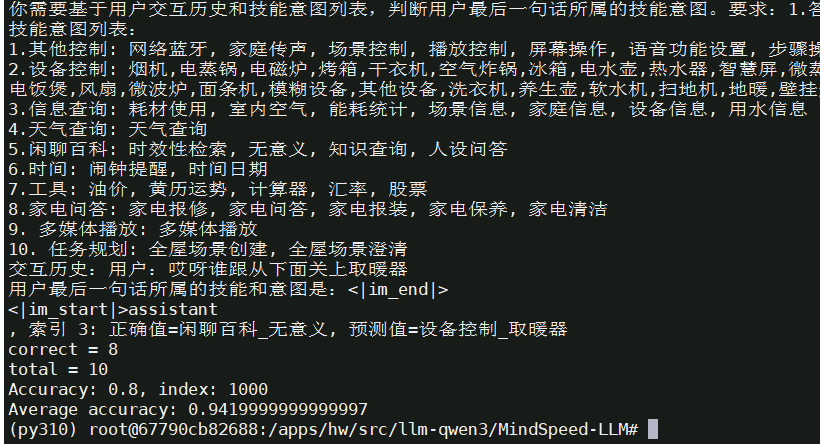 你需要基于用户交互历史和技能意图列表，判断用户最后一句话所属的技能意图。要求：1.答
技能意图列表：
1.其他控制: 网络蓝牙, 家庭传声, 场景控制, 播放控制, 屏幕操作, 语音功能设置, 步骤操
2.设备控制: 烟机,电蒸锅,电磁炉,烤箱,干衣机,空气炸锅,冰箱,电水壶,热水器,智慧屏,微蒸
电饭煲,风扇,微波炉,面条机,模糊设备,其他设备,洗衣机,养生壶,软水机,扫地机,地暖,壁挂
3.信息查询: 耗材使用, 室内空气, 能耗统计, 场景信息, 家庭信息, 设备信息, 用水信息
4.天气查询: 天气查询
5.闲聊百科: 时效性检索, 无意义, 知识查询, 人设问答
6.时间: 闹钟提醒, 时间日期
7.工具: 油价, 黄历运势, 计算器, 汇率, 股票
8.家电问答: 家电报修, 家电问答, 家电报装, 家电保养, 家电清洁
9. 多媒体播放: 多媒体播放
10. 任务规划: 全屋场景创建, 全屋场景澄清
交互历史：用户：哎呀谁跟从下面关上取暖器
用户最后一句话所属的技能和意图是：<|im_end|>
<|im_start|>assistant
, 索引 3: 正确值=闲聊百科_无意义, 预测值=设备控制_取暖器
correct = 8
total = 10
Accuracy: 0.8, index: 1000
Average accuracy: 0.9419999999999997
(py310) root@67790cb82688:/apps/hw/src/llm-qwen3/MindSpeed-LLM#